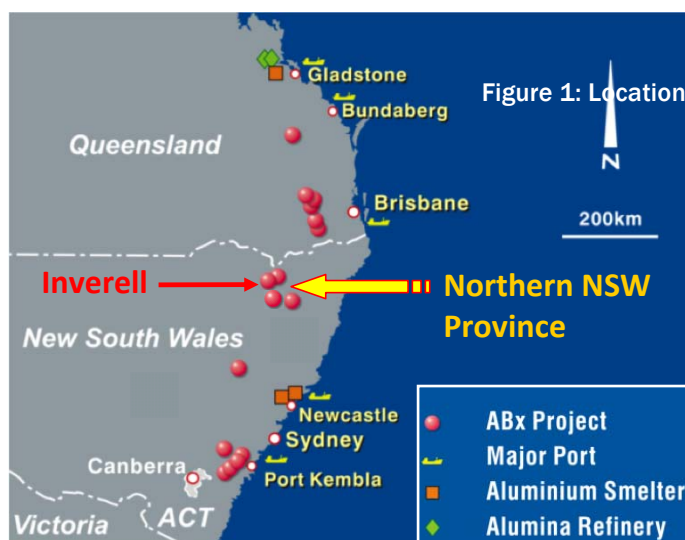 Gladstone
Figure 1: Location
Bundaberg
Queensland
N
Brisbane
200km
Inverell
Northern NSW
Province
New South Wales
Newcastle
Sydney
Canberra
Port Kembla
Victoria
ACT
ABx Project
Major Port
Aluminium Smelter
Alumina Refinery